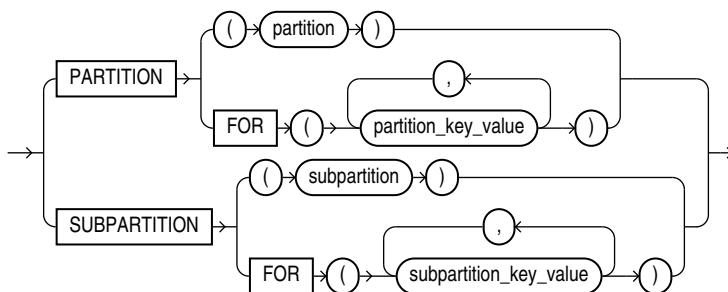 ( partition )
PARTITION
,
FOR ( partition_key_value )
( subpartition )
SUBPARTITION
,
FOR ( subpartition_key_value )